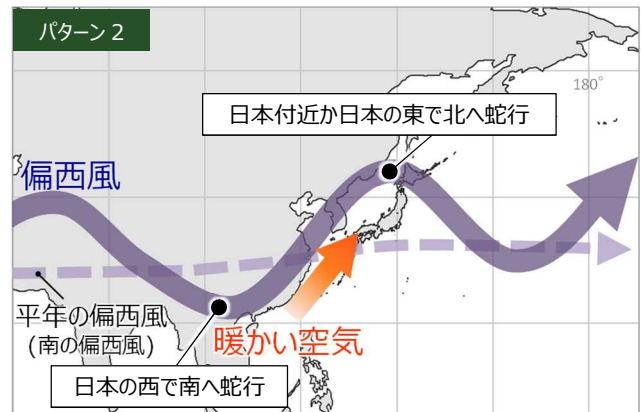 パターン２
180°
日本付近か日本の東で北へ蛇行
偏西風
平年の偏西風
(南の偏西風)
暖かい空気
日本の西で南へ蛇行